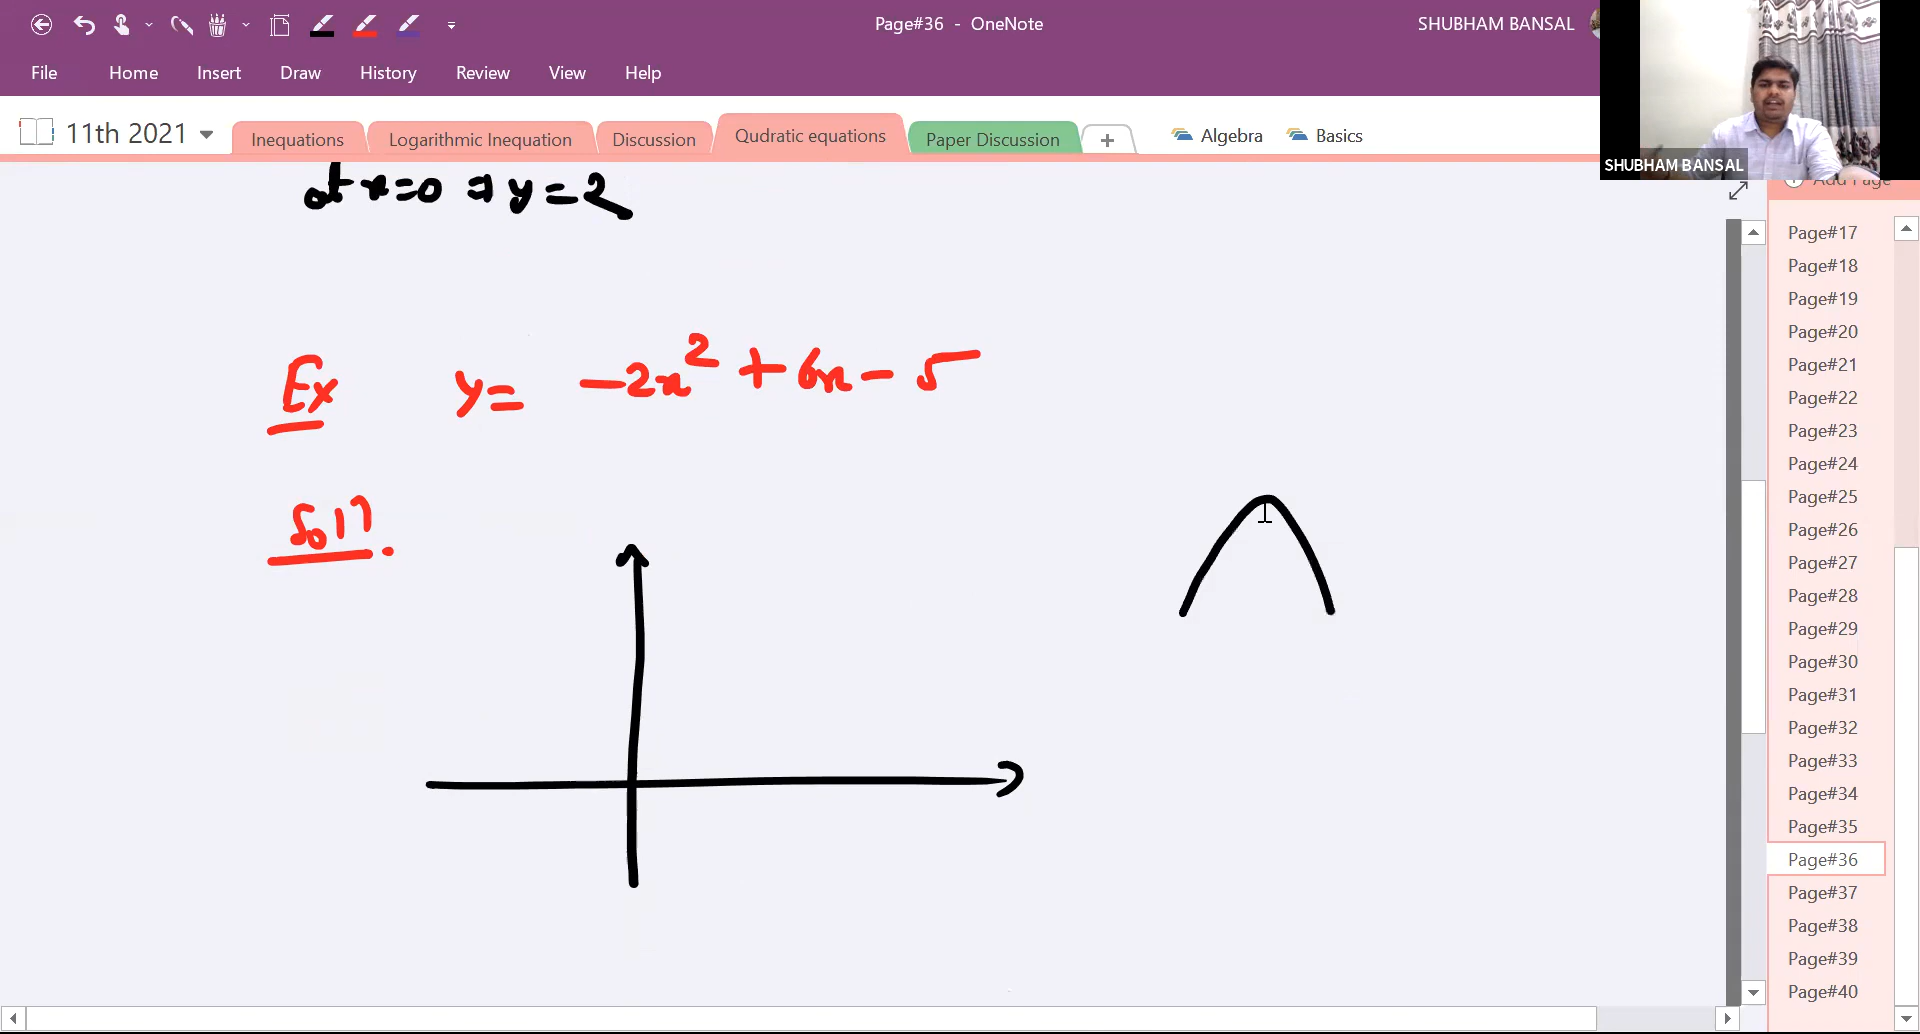 Page#36 - OneNote
SHUBHAM BANSAL
File Home Insert Draw History Review View Help
SHUBHAM BANSAL
11th 2021
Inequations
Logarithmic Inequation
Discussion
Qudratic equations
Paper Discussion
+
Algebra
Basics
Add Page
at x=0 ⇒ y=2
Ex y= -2x² + 6x - 5
Solⁿ.
Page#17
Page#18
Page#19
Page#20
Page#21
Page#22
Page#23
Page#24
Page#25
Page#26
Page#27
Page#28
Page#29
Page#30
Page#31
Page#32
Page#33
Page#34
Page#35
Page#36
Page#37
Page#38
Page#39
Page#40